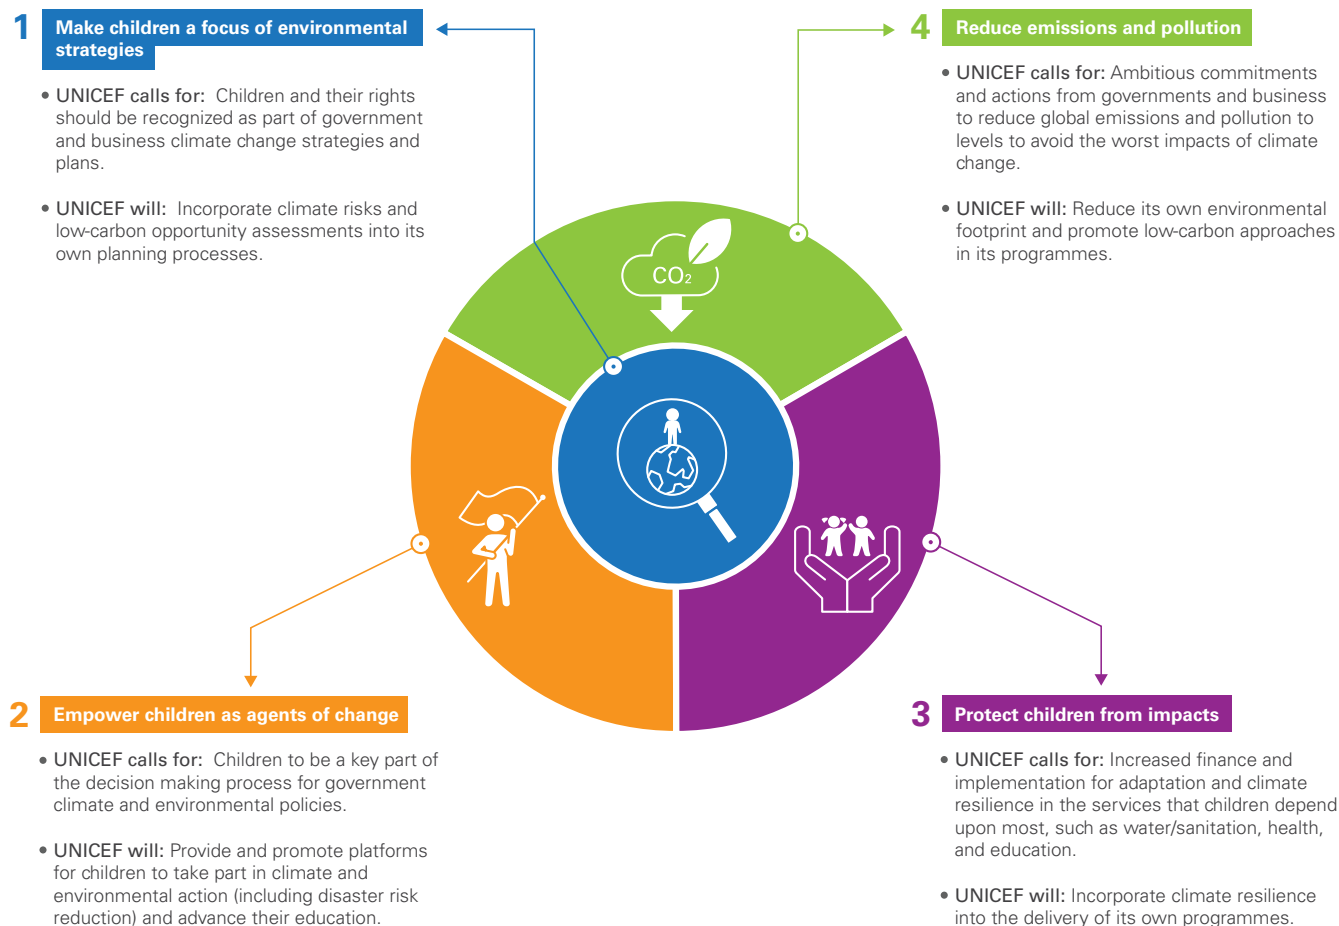 1
Make children a focus of environmental
strategies
• UNICEF calls for: Children and their rights
should be recognized as part of government
and business climate change strategies and
plans.
• UNICEF will: Incorporate climate risks and
low-carbon opportunity assessments into its
own planning processes.
4
Reduce emissions and pollution
• UNICEF calls for: Ambitious commitments
and actions from governments and business
to reduce global emissions and pollution to
levels to avoid the worst impacts of climate
change.
• UNICEF will: Reduce its own environmental
footprint and promote low-carbon approaches
in its programmes.
CO₂
2
Empower children as agents of change
• UNICEF calls for: Children to be a key part of
the decision making process for government
climate and environmental policies.
• UNICEF will: Provide and promote platforms
for children to take part in climate and
environmental action (including disaster risk
reduction) and advance their education.
3
Protect children from impacts
• UNICEF calls for: Increased finance and
implementation for adaptation and climate
resilience in the services that children depend
upon most, such as water/sanitation, health,
and education.
• UNICEF will: Incorporate climate resilience
into the delivery of its own programmes.